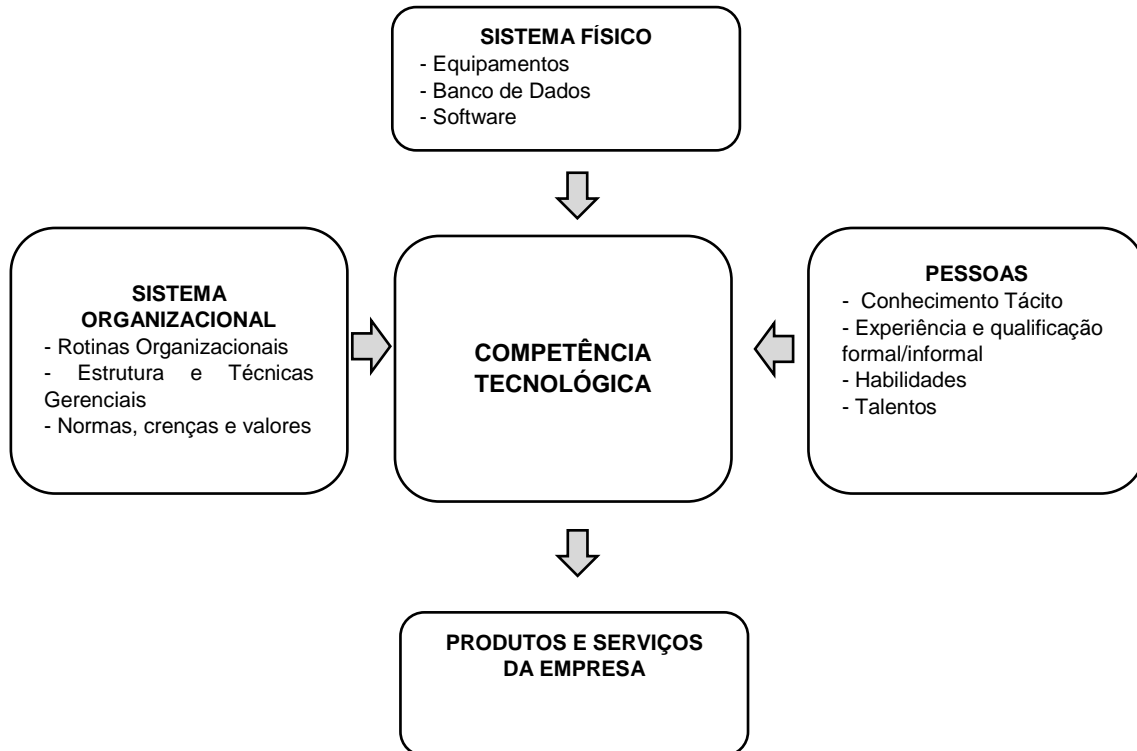 SISTEMA FÍSICO
- Equipamentos
- Banco de Dados
- Software
SISTEMA
ORGANIZACIONAL
- Rotinas Organizacionais
- Estrutura e Técnicas
Gerenciais
- Normas, crenças e valores
COMPETÊNCIA
TECNOLÓGICA
PESSOAS
- Conhecimento Tácito
- Experiência e qualificação
formal/informal
- Habilidades
- Talentos
PRODUTOS E SERVIÇOS
DA EMPRESA